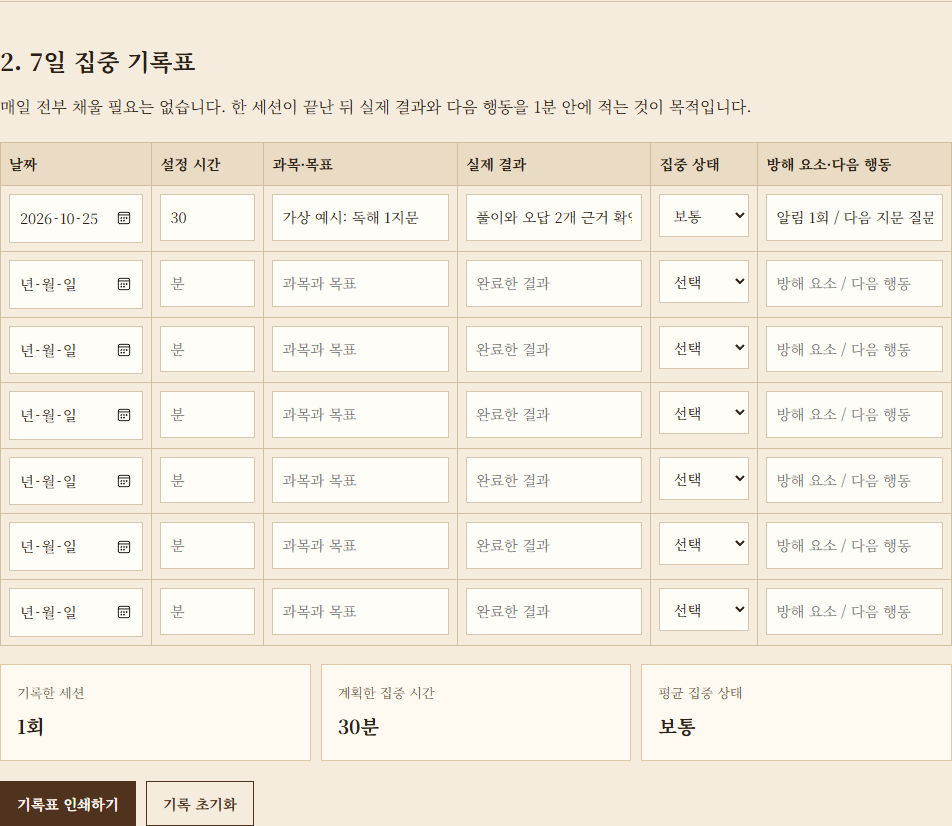 2. 7일 집중 기록표
매일 전부 채울 필요는 없습니다. 한 세션이 끝난 뒤 실제 결과와 다음 행동을 1분 안에 적는 것이 목적입니다.
날짜 설정 시간 과목·목표 실제 결과 집중 상태 방해 요소·다음 행동
2026-10-25 30 가상 예시: 독해 1지문 풀이와 오답 2개 근거 보통 알림 1회 / 다음 지문 질문
년-월-일 분 과목과 목표 완료한 결과 선택 방해 요소 / 다음 행동
년-월-일 분 과목과 목표 완료한 결과 선택 방해 요소 / 다음 행동
년-월-일 분 과목과 목표 완료한 결과 선택 방해 요소 / 다음 행동
년-월-일 분 과목과 목표 완료한 결과 선택 방해 요소 / 다음 행동
년-월-일 분 과목과 목표 완료한 결과 선택 방해 요소 / 다음 행동
년-월-일 분 과목과 목표 완료한 결과 선택 방해 요소 / 다음 행동
기록한 세션 계획한 집중 시간 평균 집중 상태
1회 30분 보통
기록표 인쇄하기 기록 초기화